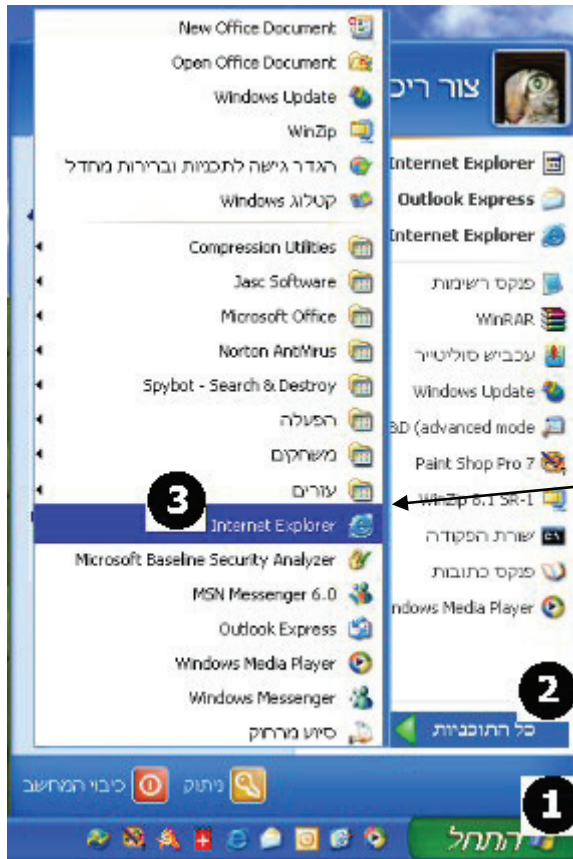 צור ריכ
Internet Explorer
Outlook Express
Internet Explorer
פנקס רשימות
WinRAR
עכביש סוליטייר
Windows Update
(advanced mode
Paint Shop Pro 7
WinZip 8.1 SR-1
שורת הפקודה
פנקס כתובות
ndows Media Player
2
כל התוכניות
New Office Document
Open Office Document
Windows Update
WinZip
הגדר גישה לתכניות וברירות מחדל
קטלוג Windows
Compression Utilities
Jasc Software
Microsoft Office
Norton AntiVirus
Spybot - Search & Destroy
הפעלה
משחקים
עזרים
3
Internet Explorer
Microsoft Baseline Security Analyzer
MSN Messenger 6.0
Outlook Express
Windows Media Player
Windows Messenger
סיוע מרחוק
ניתוק כיבוי המחשב
1
התחל